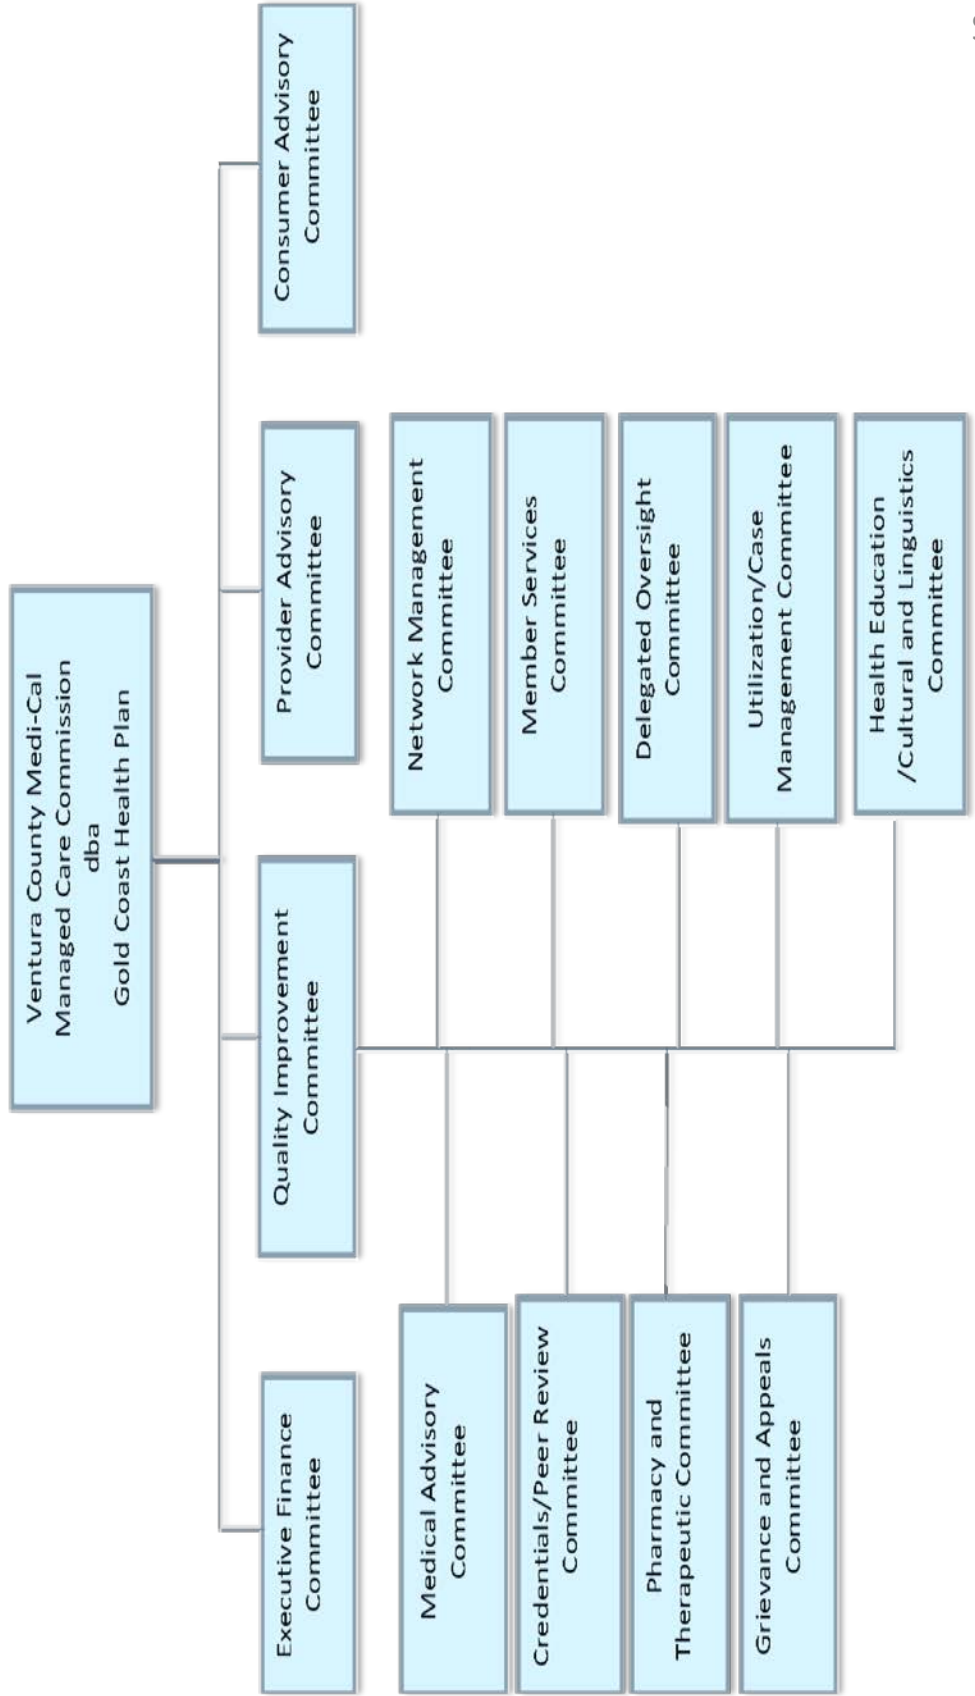 Ventura County Medi-Cal
Managed Care Commission
dba
Gold Coast Health Plan
Executive Finance
Committee
Quality Improvement
Committee
Provider Advisory
Committee
Consumer Advisory
Committee
Medical Advisory
Committee
Credentials/Peer Review
Committee
Pharmacy and
Therapeutic Committee
Grievance and Appeals
Committee
Network Management
Committee
Member Services
Committee
Delegated Oversight
Committee
Utilization/Case
Management Committee
Health Education
/Cultural and Linguistics
Committee